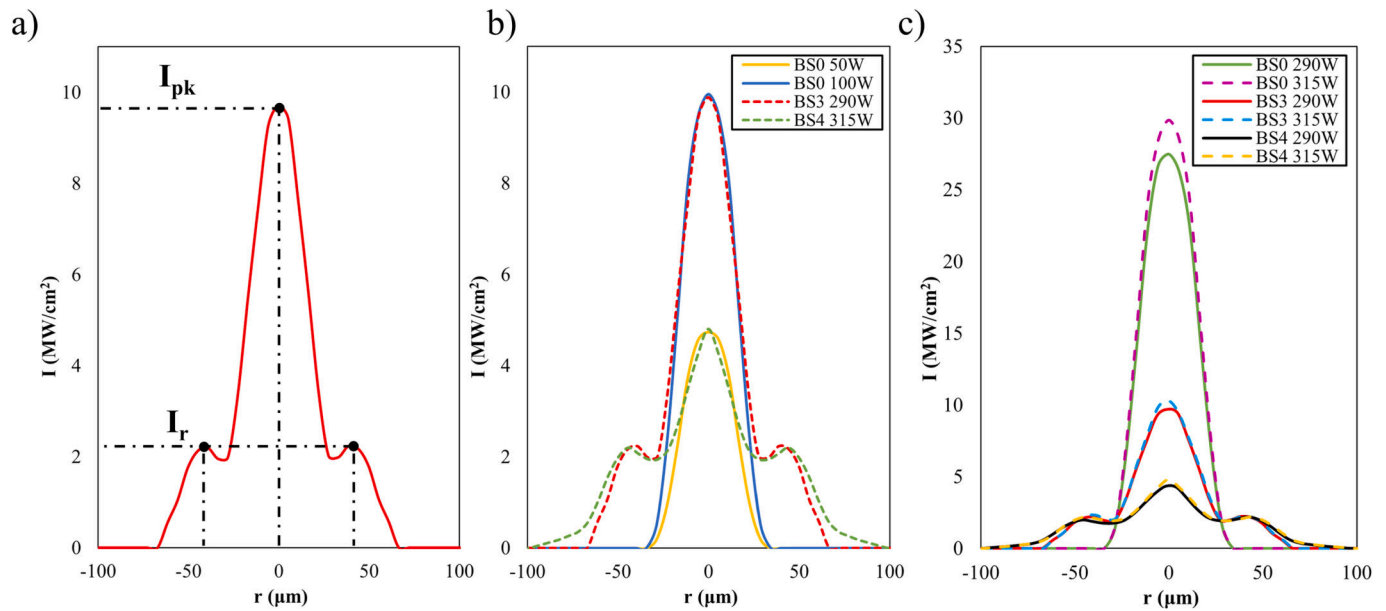 a)
I (MW/cm²)
10
8
6
4
2
0
Ipk
Ir
-100 -50 0 50 100
r (μm)
b)
I (MW/cm²)
10
8
6
4
2
0
BS0 50W
BS0 100W
BS3 290W
BS4 315W
-100 -50 0 50 100
r (μm)
c)
I (MW/cm²)
35
30
25
20
15
10
5
0
BS0 290W
BS0 315W
BS3 290W
BS3 315W
BS4 290W
BS4 315W
-100 -50 0 50 100
r (μm)